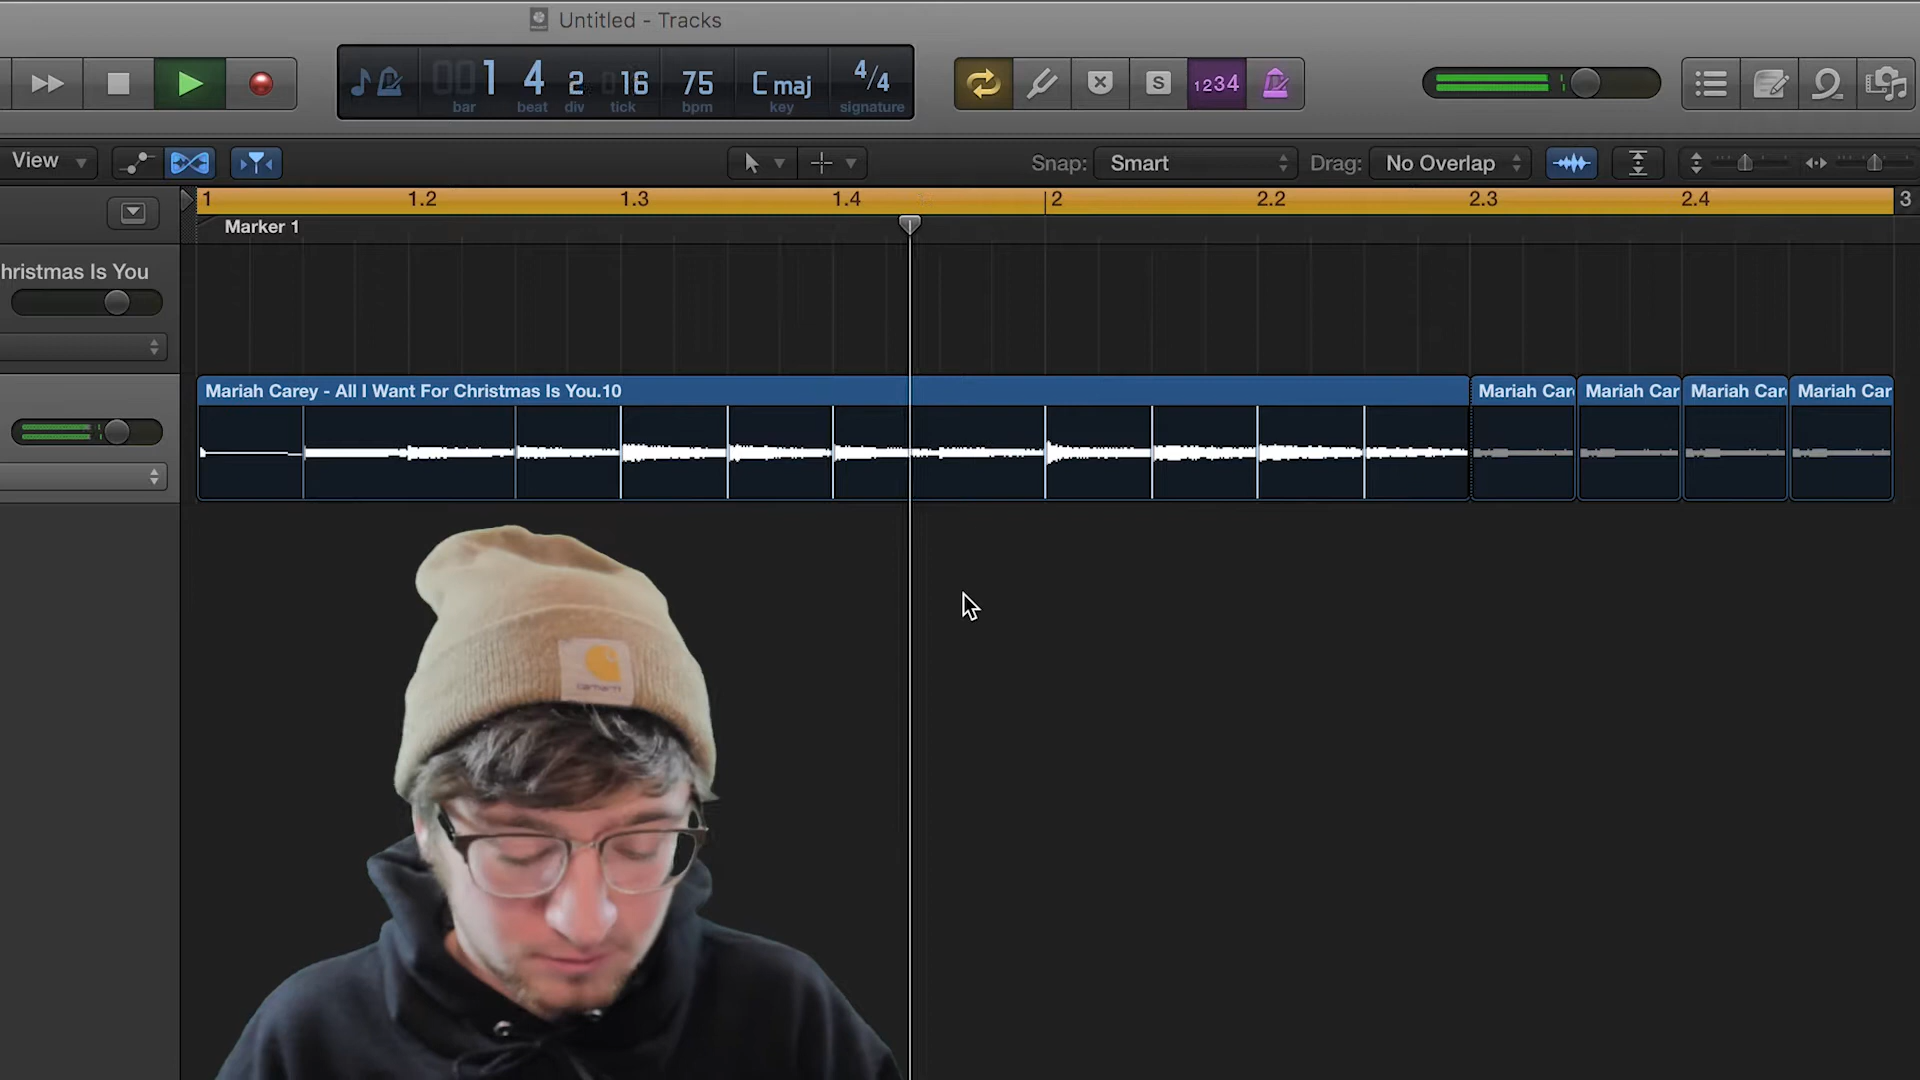 Untitled - Tracks
001 4 2 16 75 C maj 4/4
bar beat div tick bpm key signature
S 1234
View Snap: Smart Drag: No Overlap
1 1.2 1.3 1.4 2 2.2 2.3 2.4 3
Marker 1
hristmas Is You
Mariah Carey - All I Want For Christmas Is You.10 Mariah Car Mariah Car Mariah Car Mariah Car
carhartt